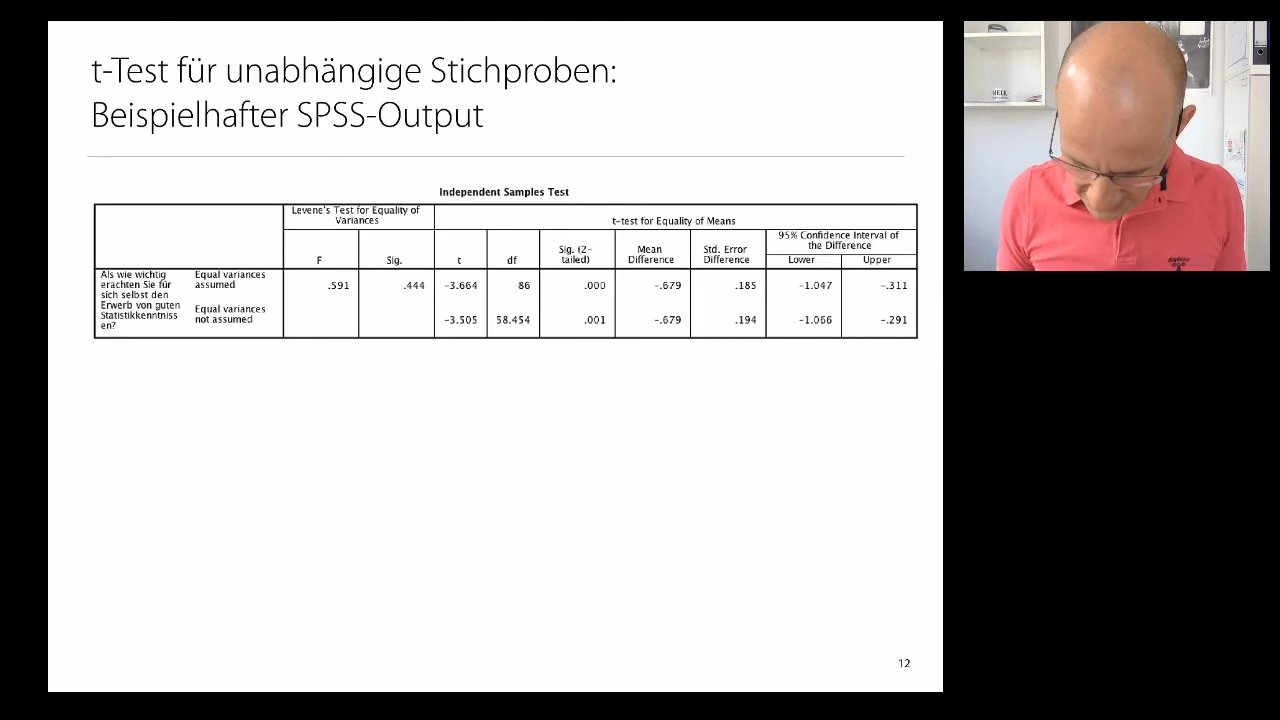 t-Test für unabhängige Stichproben:
Beispielhafter SPSS-Output
Independent Samples Test
Levene's Test for Equality of
Variances
t-test for Equality of Means
F
Sig.
t
df
Sig. (2-
tailed)
Mean
Difference
Std. Error
Difference
95% Confidence Interval of
the Difference
Lower
Upper
Als wie wichtig
erachten Sie für
sich selbst den
Erwerb von guten
Statistikkenntniss
en?
Equal variances
assumed
.591
.444
-3.664
86
.000
-.679
.185
-1.047
-.311
Equal variances
not assumed
-3.505
58.454
.001
-.679
.194
-1.066
-.291
12